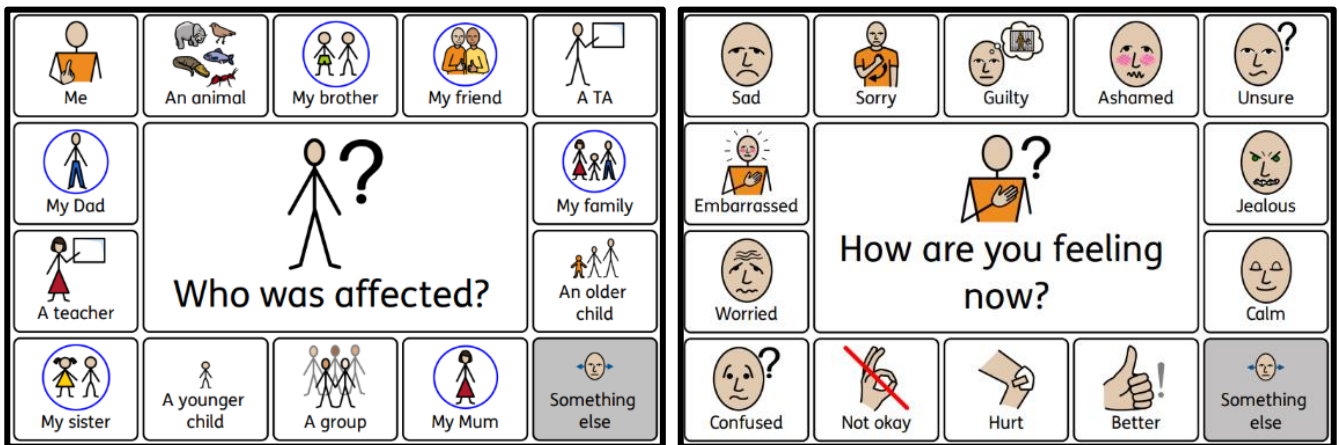 Me
An animal
My brother
My friend
A TA
My Dad
?
Who was affected?
My family
A teacher
An older
child
My sister
A younger
child
A group
My Mum
Something
else
Sad
Sorry
Guilty
Ashamed
?
Unsure
Embarrassed
?
How are you feeling
now?
Jealous
Worried
Calm
?
Confused
Not okay
Hurt
!
Better
Something
else